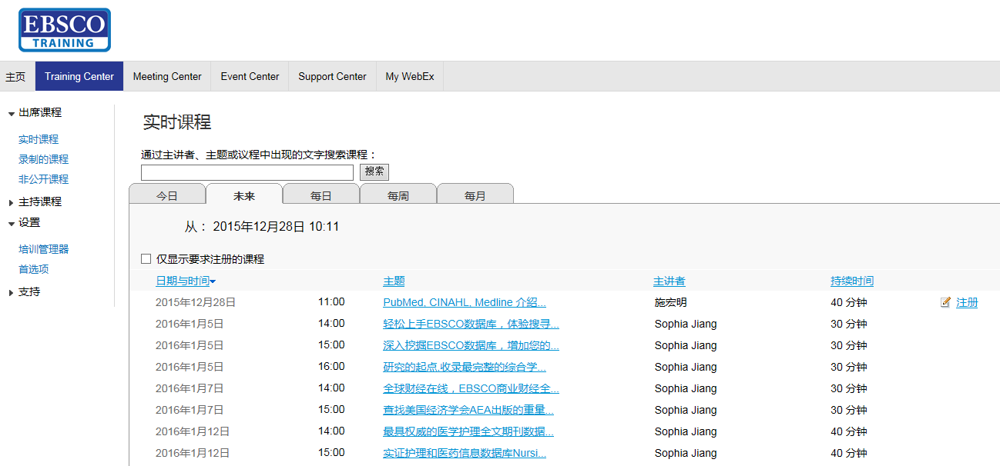 EBSCO
TRAINING
主页 Training Center Meeting Center Event Center Support Center My WebEx
出席课程
实时课程
录制的课程
非公开课程
主持课程
设置
培训管理器
首选项
支持
实时课程
通过主讲者、主题或议程中出现的文字搜索课程：
搜索
今日 未来 每日 每周 每月
从： 2015年12月28日 10:11
仅显示要求注册的课程
日期与时间 主题 主讲者 持续时间
2015年12月28日 11:00 PubMed, CINAHL, Medline 介紹... 施宏明 40 分钟 注册
2016年1月5日 14:00 轻松上手EBSCO数据库，体验搜寻... Sophia Jiang 30 分钟
2016年1月5日 15:00 深入挖掘EBSCO数据库，增加您的... Sophia Jiang 30 分钟
2016年1月5日 16:00 研究的起点,收录最完整的综合学... Sophia Jiang 30 分钟
2016年1月7日 14:00 全球财经在线，EBSCO商业财经全... Sophia Jiang 30 分钟
2016年1月7日 15:00 查找美国经济学会AEA出版的重量... Sophia Jiang 30 分钟
2016年1月12日 14:00 最具权威的医学护理全文期刊数据... Sophia Jiang 40 分钟
2016年1月12日 15:00 实证护理和医药信息数据库Nursi... Sophia Jiang 40 分钟